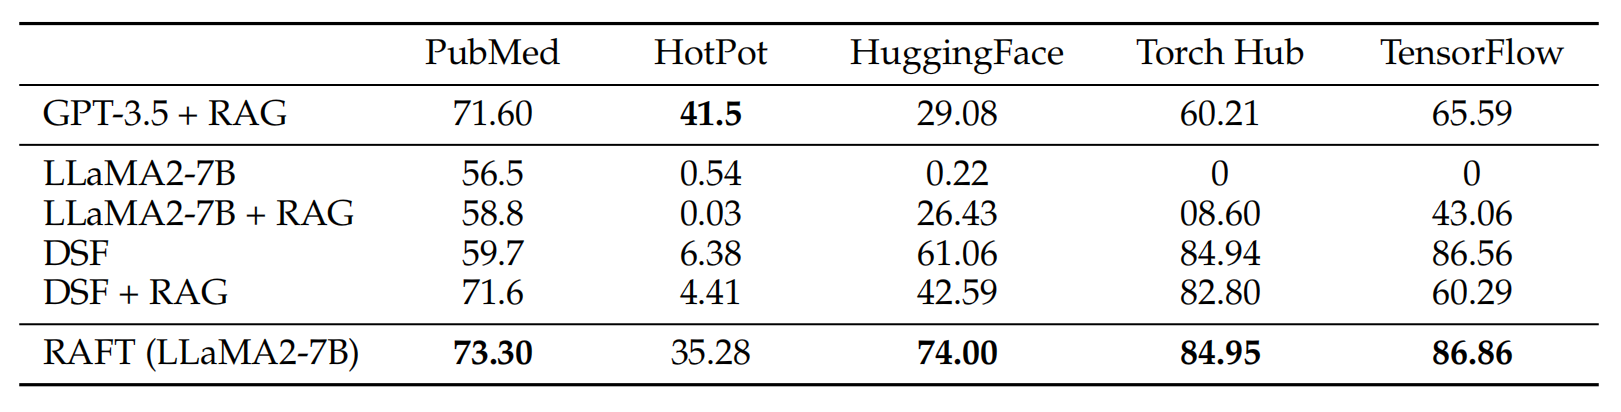 PubMed HotPot HuggingFace Torch Hub TensorFlow
GPT-3.5 + RAG 71.60 41.5 29.08 60.21 65.59
LLaMA2-7B 56.5 0.54 0.22 0 0
LLaMA2-7B + RAG 58.8 0.03 26.43 08.60 43.06
DSF 59.7 6.38 61.06 84.94 86.56
DSF + RAG 71.6 4.41 42.59 82.80 60.29
RAFT (LLaMA2-7B) 73.30 35.28 74.00 84.95 86.86